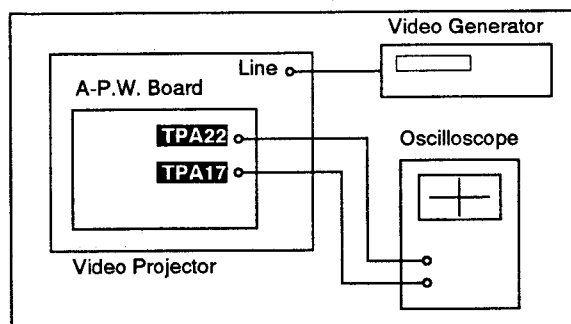 Video Generator
Line
A-P.W. Board
TPA22
Oscilloscope
TPA17
Video Projector